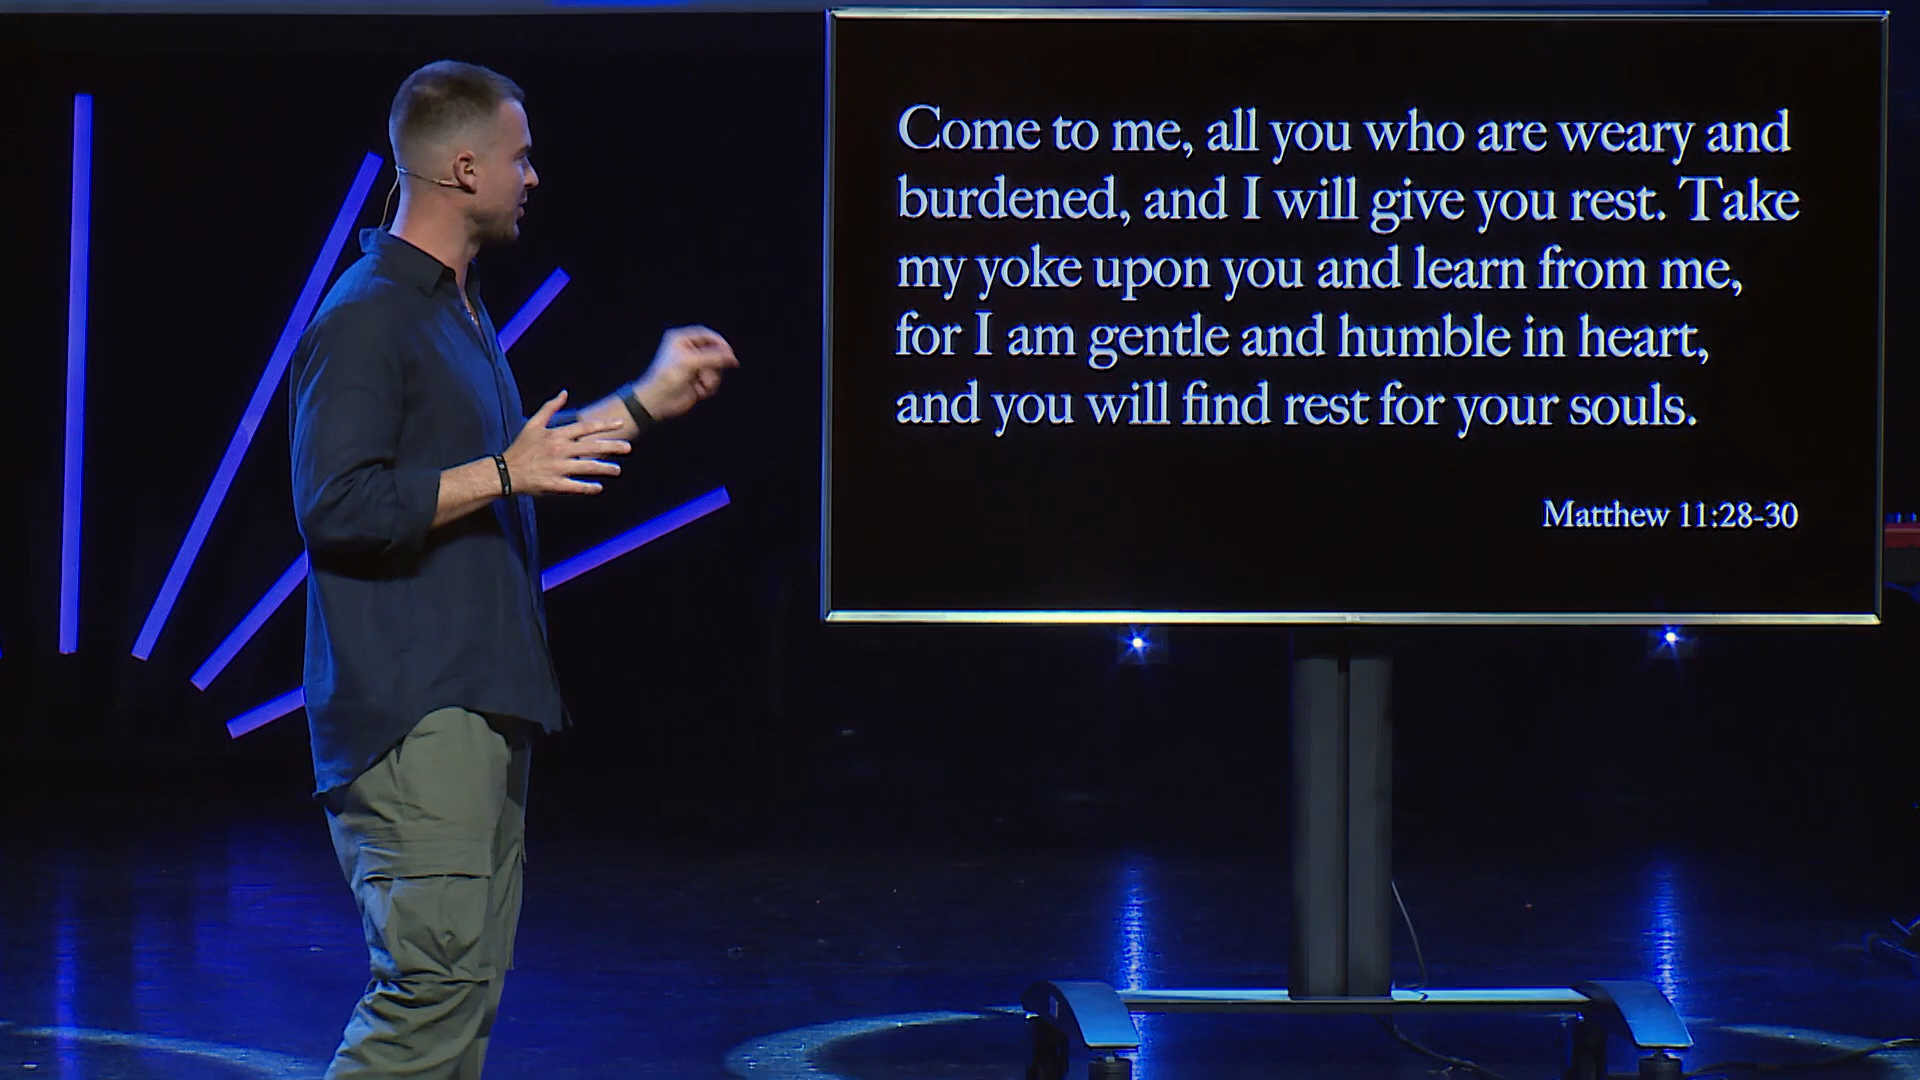 Come to me, all you who are weary and
burdened, and I will give you rest. Take
my yoke upon you and learn from me,
for I am gentle and humble in heart,
and you will find rest for your souls.
Matthew 11:28-30